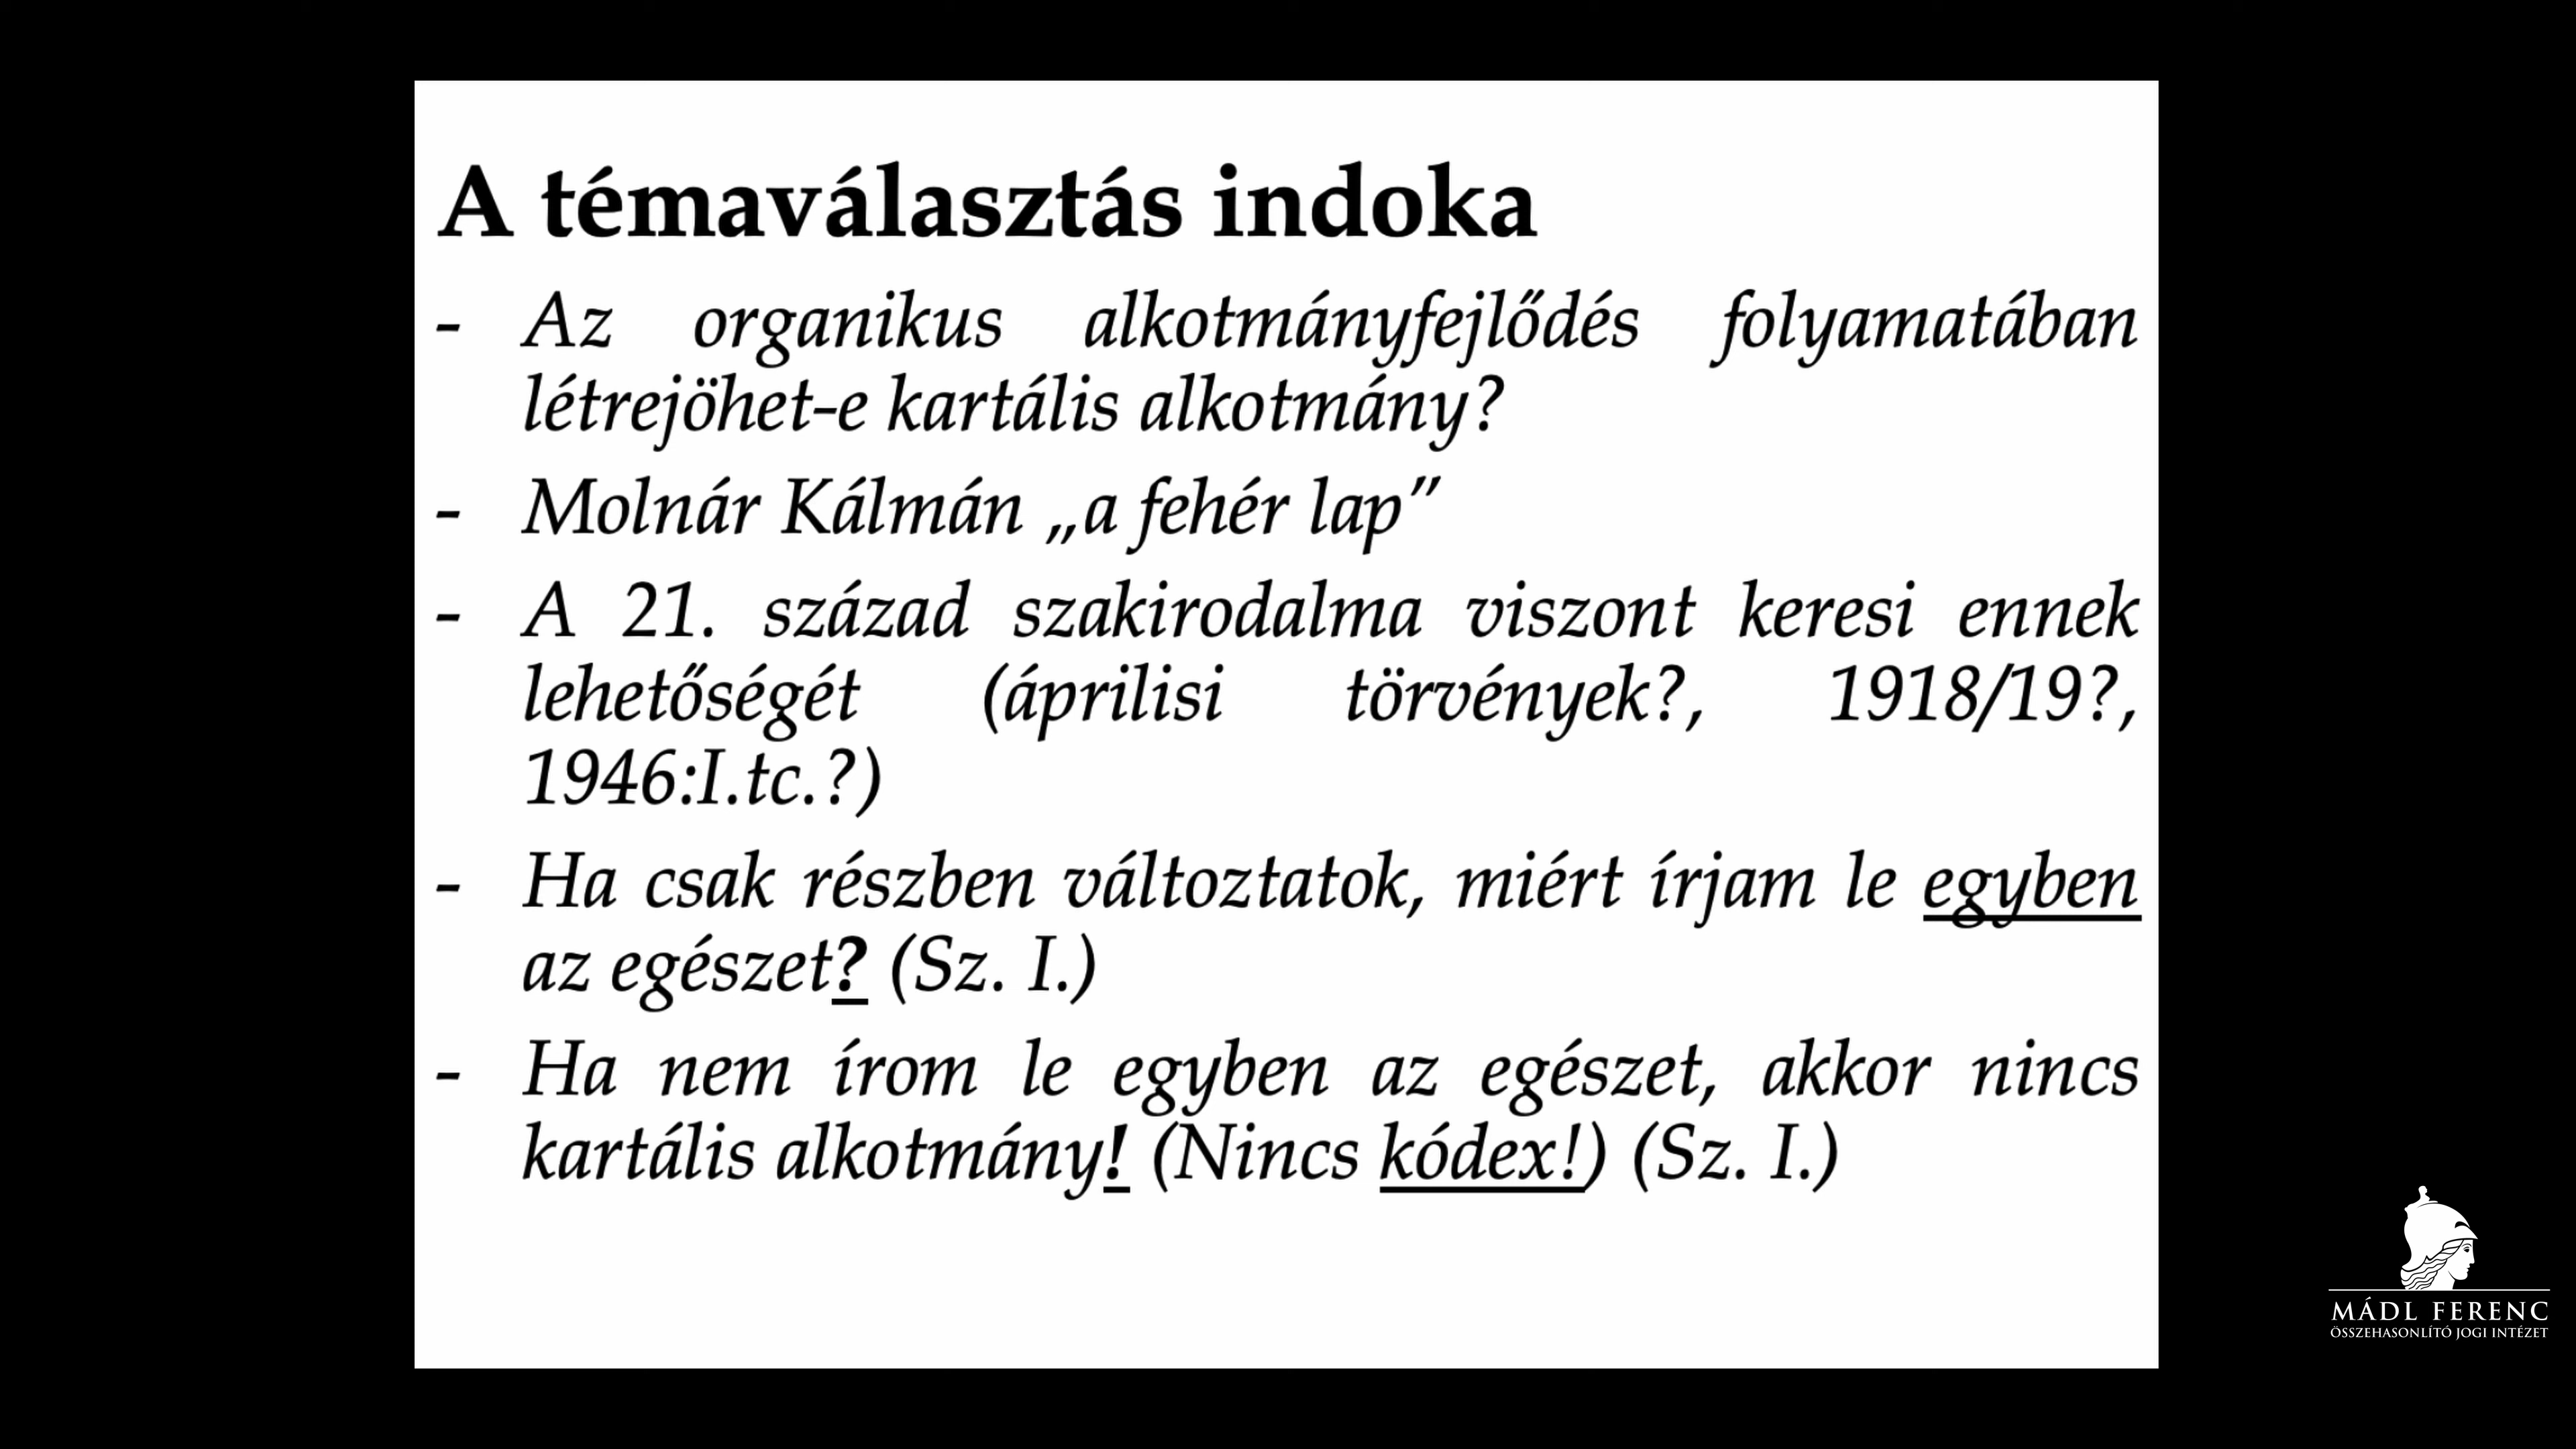 A témaválasztás indoka
- Az organikus alkotmányfejlődés folyamatában
létrejöhet-e kartális alkotmány?
- Molnár Kálmán „a fehér lap”
- A 21. század szakirodalma viszont keresi ennek
lehetőségét (áprilisi törvények?, 1918/19?,
1946:I.tc.?)
- Ha csak részben változtatok, miért írjam le egyben
az egészet? (Sz. I.)
- Ha nem írom le egyben az egészet, akkor nincs
kartális alkotmány! (Nincs kódex!) (Sz. I.)
MÁDL FERENC
ÖSSZEHASONLÍTÓ JOGI INTÉZET